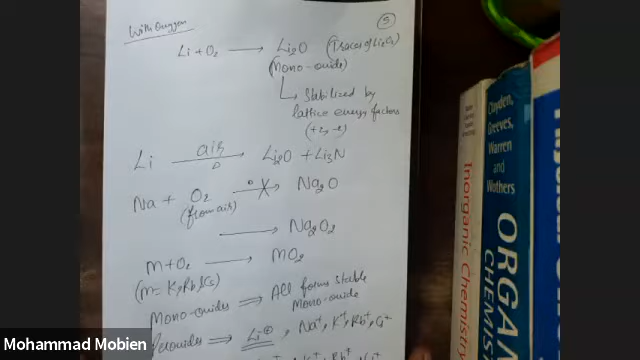 With Oxygen
5
Li + O2 → Li2O (Traces of Li2O2)
(Mono-oxide)
↳ Stabilized by
lattice energy factors
(+2, -2)
Li air → Δ Li2O + Li3N
Na + O2 Na2O
(from air)
→ Na2O2
M + O2 → MO2
(M = K, Rb & Cs)
Mono-oxides ⇒ All forms stable
Mono-oxide
Peroxides ⇒ Li⊕, Na+, K+, Rb+, Cs+
Inorganic Chemistry
Clayden,
Greeves,
Warren
and
Wothers
ORGAN
CHEMIS
Mohammad Mobien